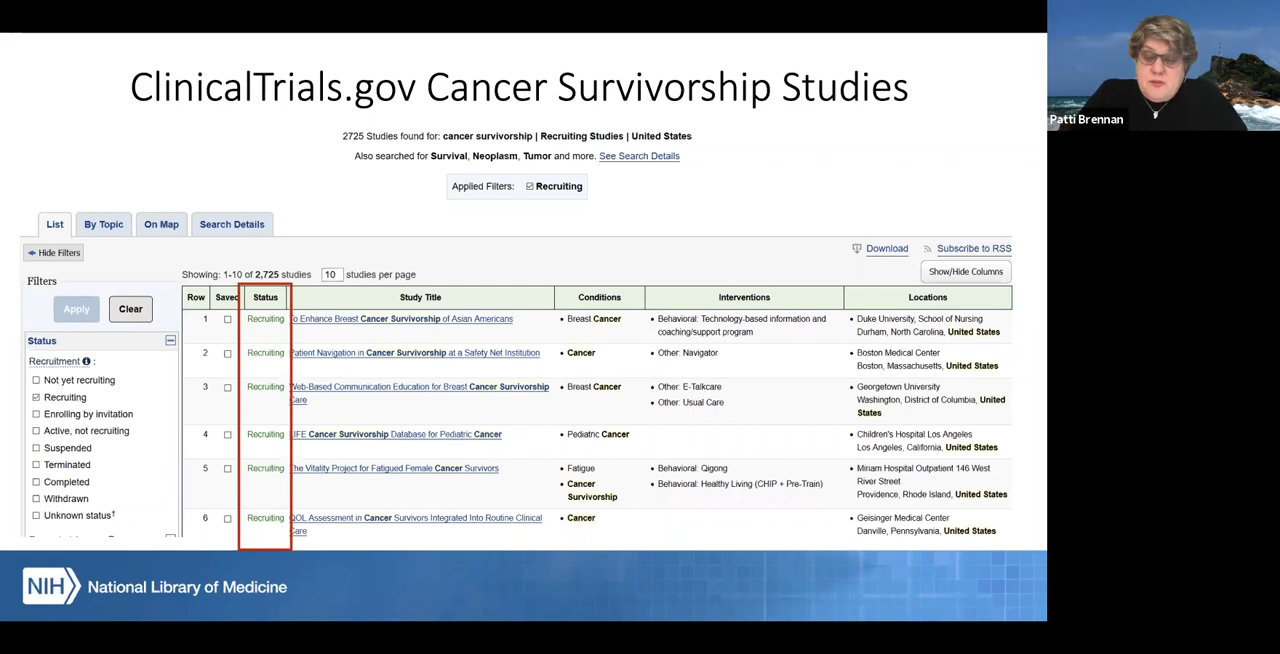 ClinicalTrials.gov Cancer Survivorship Studies
2725 Studies found for: cancer survivorship | Recruiting Studies | United States
Also searched for Survival, Neoplasm, Tumor and more. See Search Details
Applied Filters: Recruiting
List By Topic On Map Search Details
Hide Filters
Download Subscribe to RSS
Showing: 1-10 of 2,725 studies 10 studies per page
Show/Hide Columns
Filters
Apply Clear
Status
Recruitment :
Not yet recruiting
Recruiting
Enrolling by invitation
Active, not recruiting
Suspended
Terminated
Completed
Withdrawn
Unknown status†
Row Saved Status Study Title Conditions Interventions Locations
1 Recruiting To Enhance Breast Cancer Survivorship of Asian Americans • Breast Cancer • Behavioral: Technology-based information and • Duke University, School of Nursing
coaching/support program Durham, North Carolina, United States
2 Recruiting Patient Navigation in Cancer Survivorship at a Safety Net Institution • Cancer • Other: Navigator • Boston Medical Center
Boston, Massachusetts, United States
3 Recruiting Web-Based Communication Education for Breast Cancer Survivorship • Breast Cancer • Other: E-Talkcare • Georgetown University
Care • Other: Usual Care Washington, District of Columbia, United
States
4 Recruiting LIFE Cancer Survivorship Database for Pediatric Cancer • Pediatric Cancer • Children's Hospital Los Angeles
Los Angeles, California, United States
5 Recruiting The Vitality Project for Fatigued Female Cancer Survivors • Fatigue • Behavioral: Qigong • Miriam Hospital Outpatient 146 West
• Cancer • Behavioral: Healthy Living (CHIP + Pre-Train) River Street
Survivorship Providence, Rhode Island, United States
6 Recruiting QOL Assessment in Cancer Survivors Integrated Into Routine Clinical • Cancer • Geisinger Medical Center
Care Danville, Pennsylvania, United States
NIH National Library of Medicine
Patti Brennan